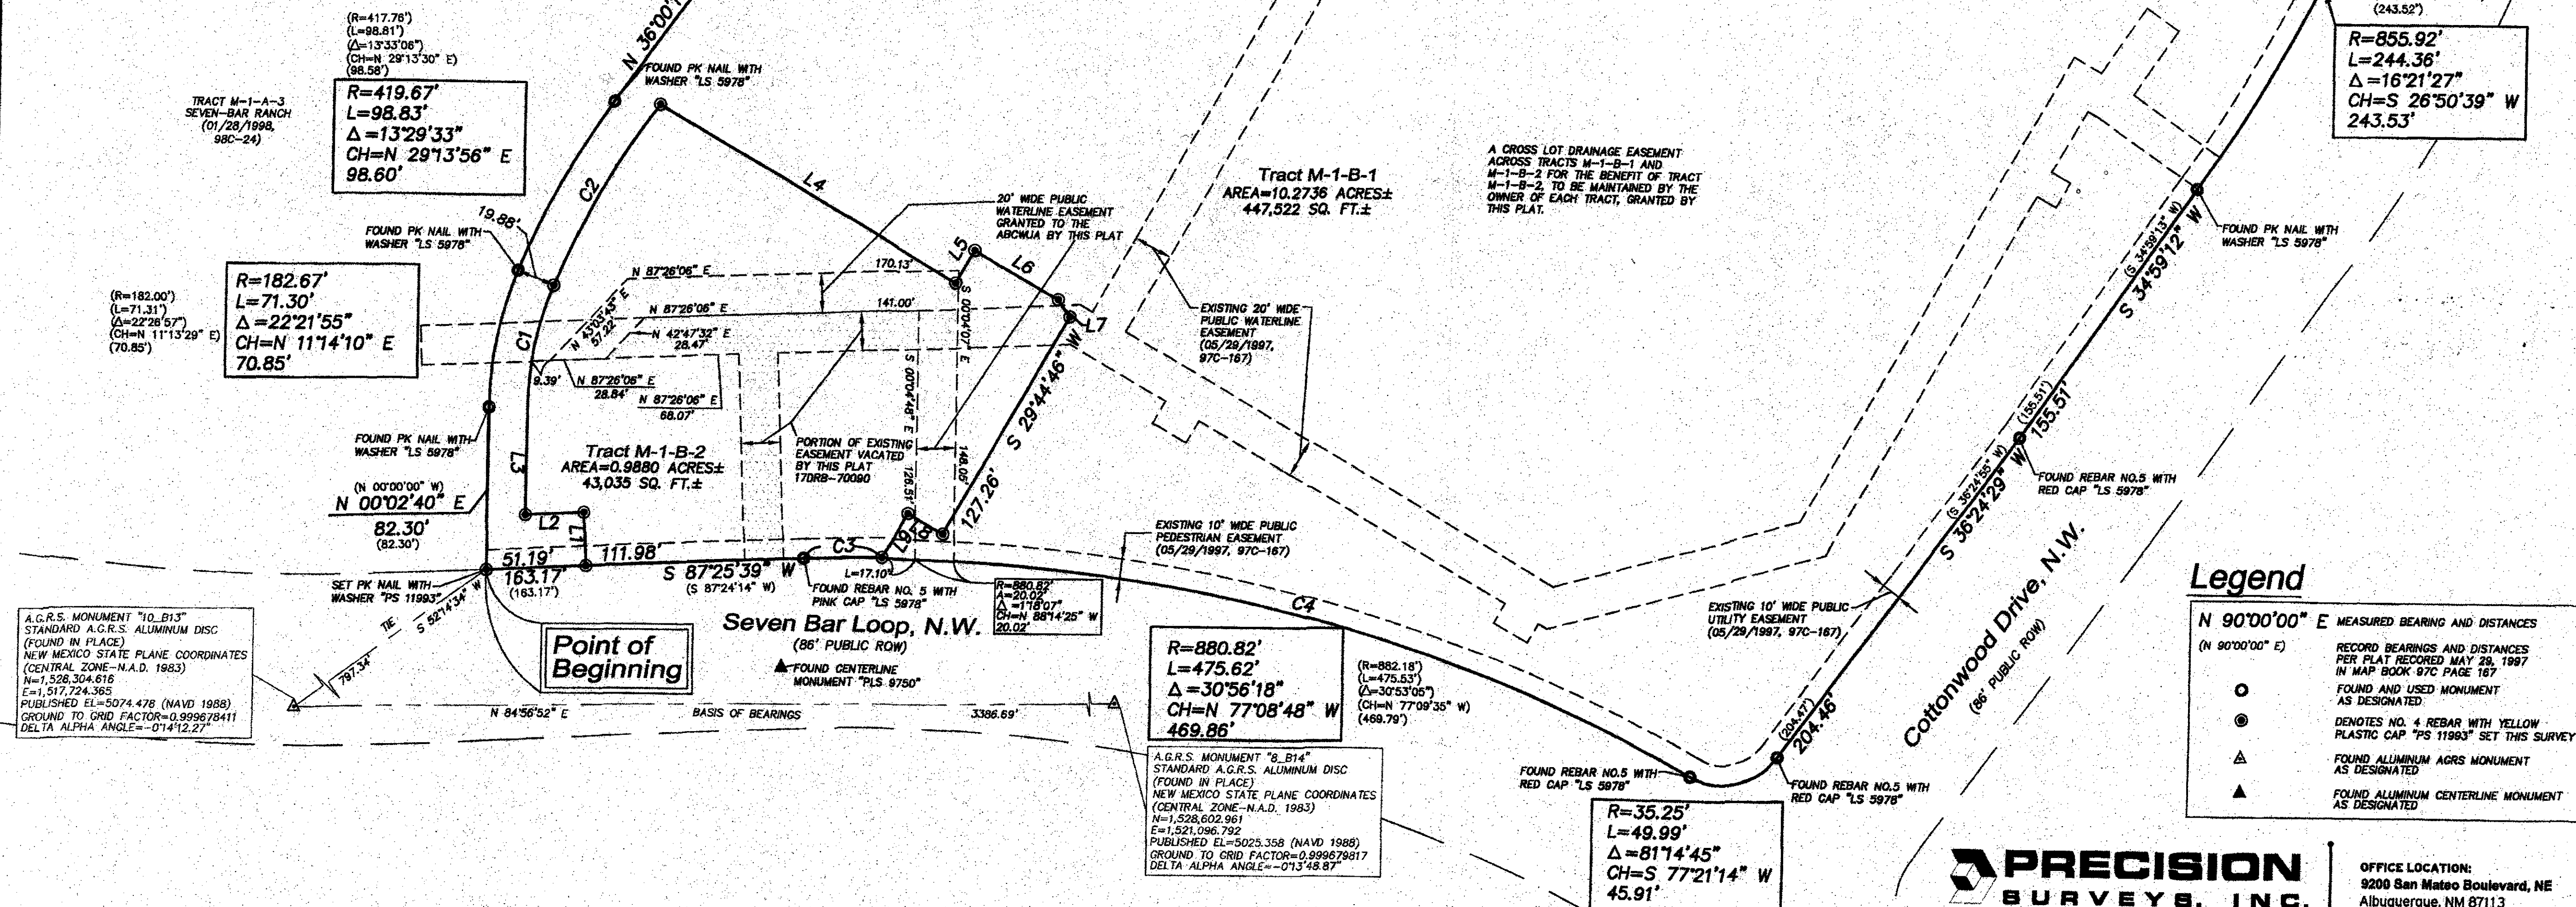 (R=417.76')
(L=98.81')
(Δ=13°33'06")
(CH=N 29°13'30" E)
(98.58')
R=419.67'
L=98.83'
Δ=13°29'33"
CH=N 29°13'56" E
98.60'
TRACT M-1-A-3
SEVEN-BAR RANCH
(01/28/1998,
98C-24)
N 36°00'
FOUND PK NAIL WITH
WASHER "LS 5978"
C2
L4
19.88'
FOUND PK NAIL WITH
WASHER "LS 5978"
(R=182.00')
(L=71.31')
(Δ=22°26'57")
(CH=N 11°13'29" E)
(70.85')
R=182.67'
L=71.30'
Δ=22°21'55"
CH=N 11°14'10" E
70.85'
C1
20' WIDE PUBLIC
WATERLINE EASEMENT
GRANTED TO THE
ABCWUA BY THIS PLAT
L5
L6
L7
N 87°26'06" E
170.13'
N 87°26'06" E
141.00'
N 43°03'43" E
57.22'
N 42°47'32" E
28.47'
9.39'
N 87°26'06" E
28.84'
N 87°26'06" E
68.07'
S 00°04'07" E
148.05'
S 00°04'48" E
126.51'
S 29°44'46" W
127.26'
Tract M-1-B-1
AREA=10.2736 ACRES±
447,522 SQ. FT.±
A CROSS LOT DRAINAGE EASEMENT
ACROSS TRACTS M-1-B-1 AND
M-1-B-2 FOR THE BENEFIT OF TRACT
M-1-B-2, TO BE MAINTAINED BY THE
OWNER OF EACH TRACT, GRANTED BY
THIS PLAT.
EXISTING 20' WIDE
PUBLIC WATERLINE
EASEMENT
(05/29/1997,
97C-167)
(243.52')
R=855.92'
L=244.36'
Δ=16°21'27"
CH=S 26°50'39" W
243.53'
FOUND PK NAIL WITH
WASHER "LS 5978"
(S 34°59'13" W)
S 34°59'12" W
(155.51')
155.51'
FOUND REBAR NO.5 WITH
RED CAP "LS 5978"
(S 36°24'55" W)
S 36°24'29" W
(204.47')
204.46'
FOUND PK NAIL WITH
WASHER "LS 5978"
L3
Tract M-1-B-2
AREA=0.9880 ACRES±
43,035 SQ. FT.±
PORTION OF EXISTING
EASEMENT VACATED
BY THIS PLAT
17DRB-70090
(N 00°00'00" W)
N 00°02'40" E
82.30'
(82.30')
L2
L1
51.19'
111.98'
163.17'
(163.17')
S 87°25'39" W
(S 87°24'14" W)
C3
L9
L8
L=17.10'
SET PK NAIL WITH
WASHER "PS 11993"
FOUND REBAR NO. 5 WITH
PINK CAP "LS 5978"
R=880.82'
A=20.02'
Δ=1°18'07"
CH=N 88°14'25" W
20.02'
EXISTING 10' WIDE PUBLIC
PEDESTRIAN EASEMENT
(05/29/1997, 97C-167)
C4
EXISTING 10' WIDE PUBLIC
UTILITY EASEMENT
(05/29/1997, 97C-167)
Cottonwood Drive, N.W.
(86' PUBLIC ROW)
TIE
S 52°14'34" W
797.34'
Point of
Beginning
Seven Bar Loop, N.W.
(86' PUBLIC ROW)
FOUND CENTERLINE
MONUMENT "PLS 9750"
A.G.R.S. MONUMENT "10_B13"
STANDARD A.G.R.S. ALUMINUM DISC
(FOUND IN PLACE)
NEW MEXICO STATE PLANE COORDINATES
(CENTRAL ZONE-N.A.D. 1983)
N=1,528,304.616
E=1,517,724.365
PUBLISHED EL=5074.478 (NAVD 1988)
GROUND TO GRID FACTOR=0.999678411
DELTA ALPHA ANGLE=-0°14'12.27"
N 84°56'52" E
BASIS OF BEARINGS
3386.69'
R=880.82'
L=475.62'
Δ=30°56'18"
CH=N 77°08'48" W
469.86'
(R=882.18')
(L=475.53')
(Δ=30°53'05")
(CH=N 77°09'35" W)
(469.79')
A.G.R.S. MONUMENT "8_B14"
STANDARD A.G.R.S. ALUMINUM DISC
(FOUND IN PLACE)
NEW MEXICO STATE PLANE COORDINATES
(CENTRAL ZONE-N.A.D. 1983)
N=1,528,602.961
E=1,521,096.792
PUBLISHED EL=5025.358 (NAVD 1988)
GROUND TO GRID FACTOR=0.999679817
DELTA ALPHA ANGLE=-0°13'48.87"
FOUND REBAR NO.5 WITH
RED CAP "LS 5978"
FOUND REBAR NO.5 WITH
RED CAP "LS 5978"
R=35.25'
L=49.99'
Δ=81°14'45"
CH=S 77°21'14" W
45.91'
Legend
N 90°00'00" E MEASURED BEARING AND DISTANCES
(N 90°00'00" E) RECORD BEARINGS AND DISTANCES
PER PLAT RECORED MAY 29, 1997
IN MAP BOOK 97C PAGE 167
FOUND AND USED MONUMENT
AS DESIGNATED
DENOTES NO. 4 REBAR WITH YELLOW
PLASTIC CAP "PS 11993" SET THIS SURVEY
FOUND ALUMINUM AGRS MONUMENT
AS DESIGNATED
FOUND ALUMINUM CENTERLINE MONUMENT
AS DESIGNATED
PRECISION
SURVEYS, INC.
OFFICE LOCATION:
9200 San Mateo Boulevard, NE
Albuquerque, NM 87113